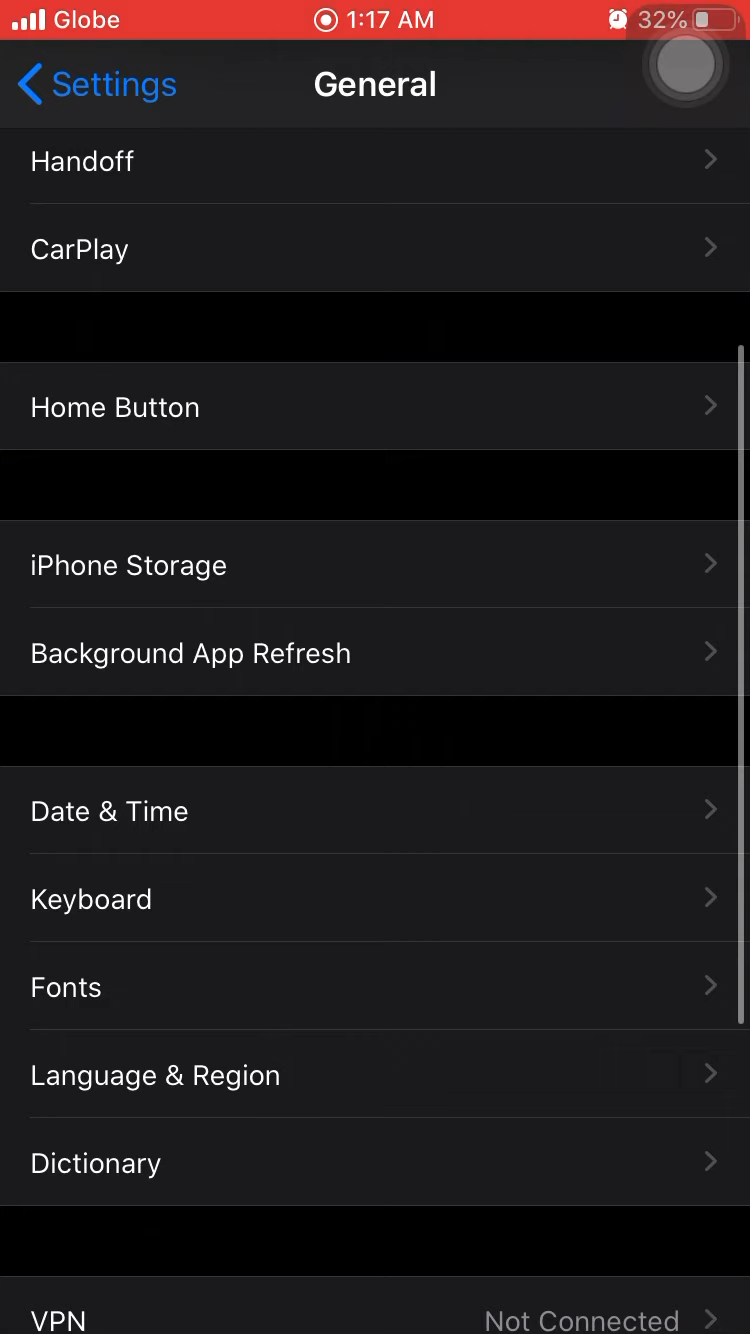 Globe 1:17 AM 32%
Settings General
Handoff
CarPlay
Home Button
iPhone Storage
Background App Refresh
Date & Time
Keyboard
Fonts
Language & Region
Dictionary
VPN Not Connected